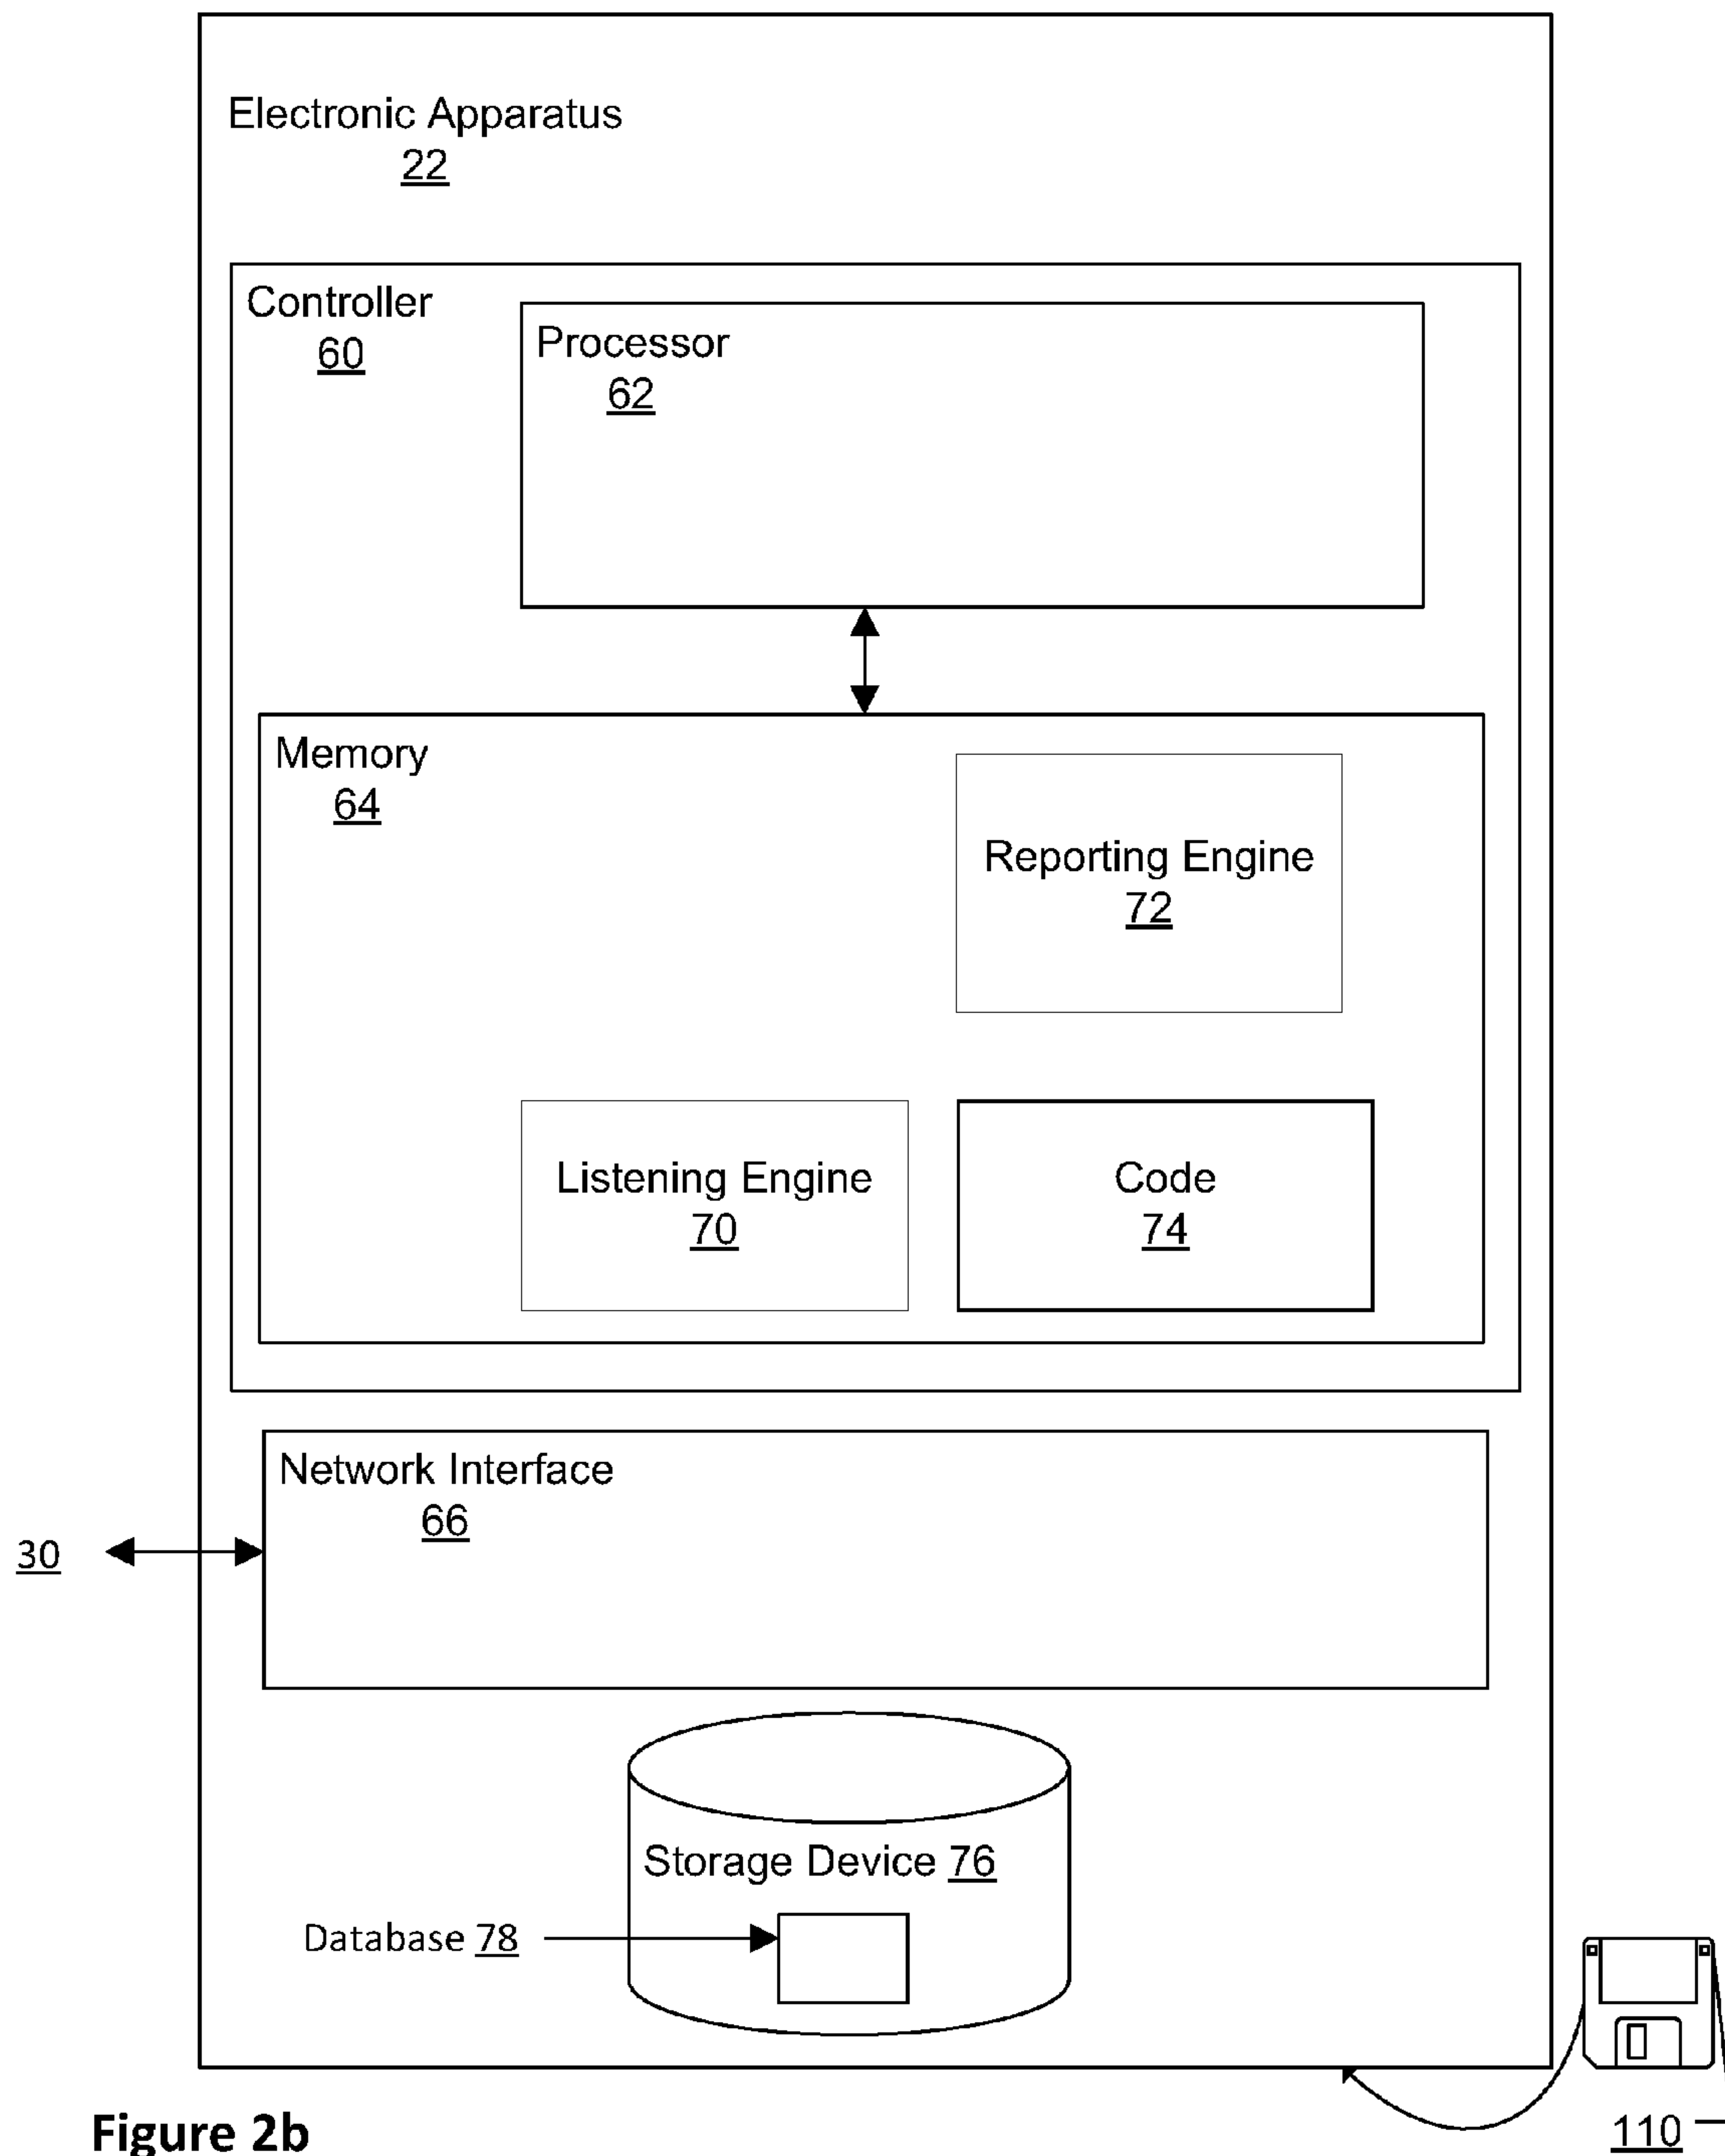 Electronic Apparatus
22
Controller
60
Processor
62
Memory
64
Reporting Engine
72
Listening Engine
70
Code
74
Network Interface
66
30
Storage Device 76
Database 78
110
Figure 2b